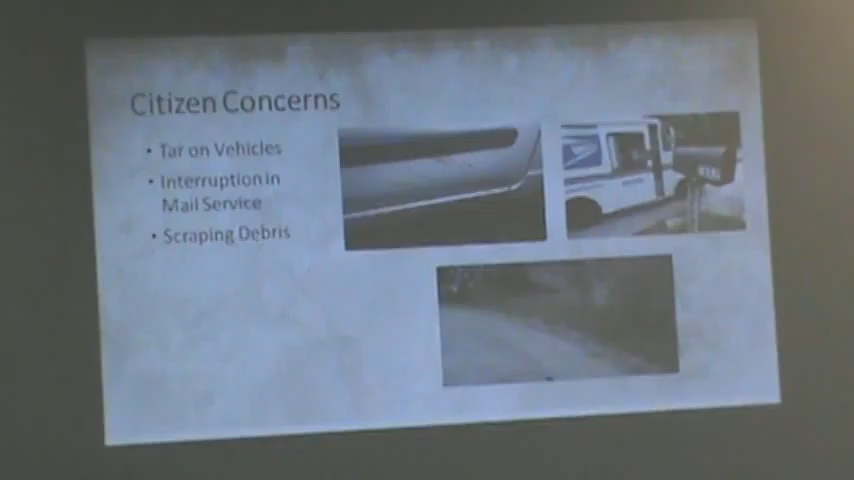 Citizen Concerns
• Tar on Vehicles
• Interruption in
Mail Service
• Scraping Debris